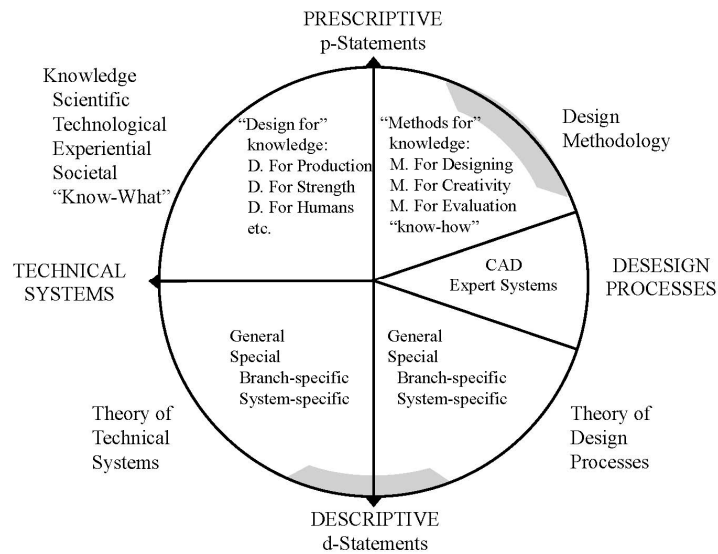 PRESCRIPTIVE
p-Statements
Knowledge
Scientific
Technological
Experiential
Societal
“Know-What”
“Design for”
knowledge:
D. For Production
D. For Strength
D. For Humans
etc.
“Methods for”
knowledge:
M. For Designing
M. For Creativity
M. For Evaluation
“know-how”
Design
Methodology
TECHNICAL
SYSTEMS
CAD
Expert Systems
DESESIGN
PROCESSES
General
Special
Branch-specific
System-specific
General
Special
Branch-specific
System-specific
Theory of
Technical
Systems
Theory of
Design
Processes
DESCRIPTIVE
d-Statements